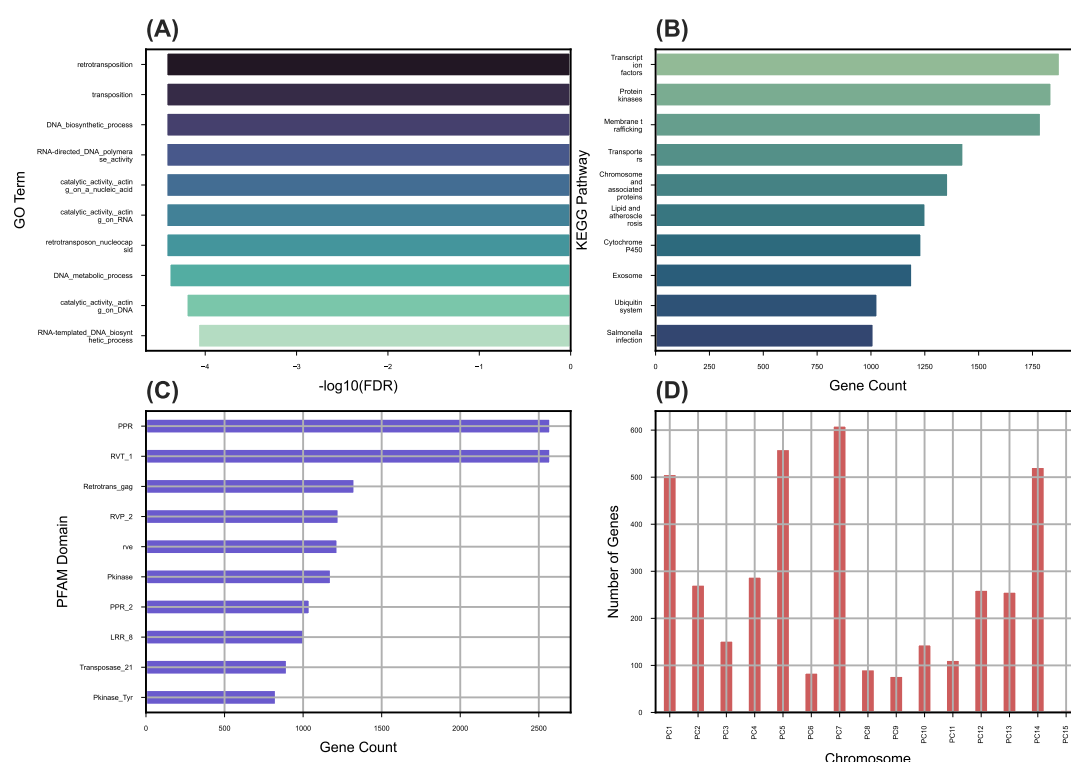 (A)
GO Term
retrotransposition
transposition
DNA_biosynthetic_process
RNA-directed_DNA_polymera
se_activity
catalytic_activity,_actin
g_on_a_nucleic_acid
catalytic_activity,_actin
g_on_RNA
retrotransposon_nucleocap
sid
DNA_metabolic_process
catalytic_activity,_actin
g_on_DNA
RNA-templated_DNA_biosynt
hetic_process
−4 −3 −2 −1 0
-log10(FDR)
(B)
KEGG Pathway
Transcript
ion
factors
Protein
kinases
Membrane t
rafficking
Transporte
rs
Chromosome
and
associated
proteins
Lipid and
atheroscle
rosis
Cytochrome
P450
Exosome
Ubiquitin
system
Salmonella
infection
0 250 500 750 1000 1250 1500 1750
Gene Count
(C)
PFAM Domain
PPR
RVT_1
Retrotrans_gag
RVP_2
rve
Pkinase
PPR_2
LRR_8
Transposase_21
Pkinase_Tyr
0 500 1000 1500 2000 2500
Gene Count
(D)
Number of Genes
600
500
400
300
200
100
0
PC1 PC2 PC3 PC4 PC5 PC6 PC7 PC8 PC9 PC10 PC11 PC12 PC13 PC14 PC15
Chromosome